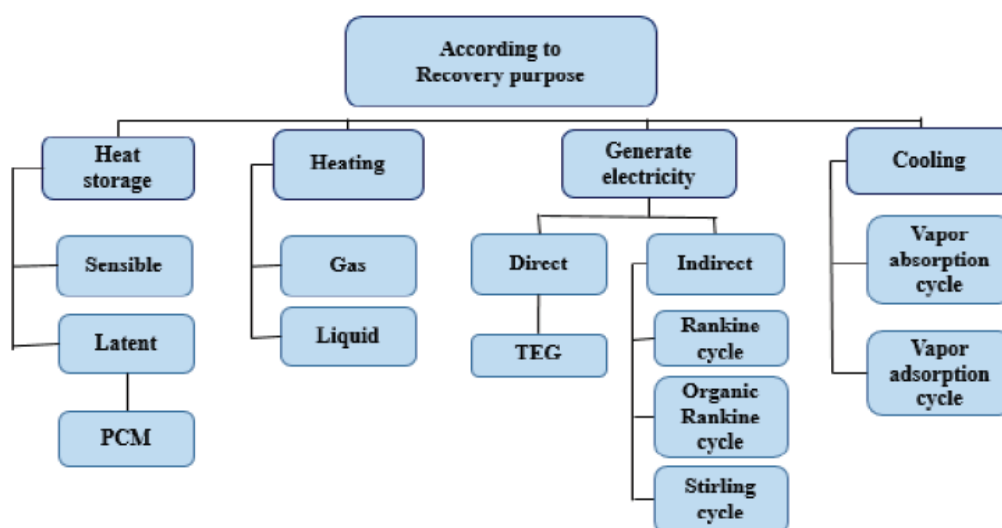 According to
Recovery purpose
Heat
storage
Heating
Generate
electricity
Cooling
Sensible
Gas
Direct
Indirect
Vapor
absorption
cycle
Latent
Liquid
TEG
Rankine
cycle
Vapor
adsorption
cycle
PCM
Organic
Rankine
cycle
Stirling
cycle